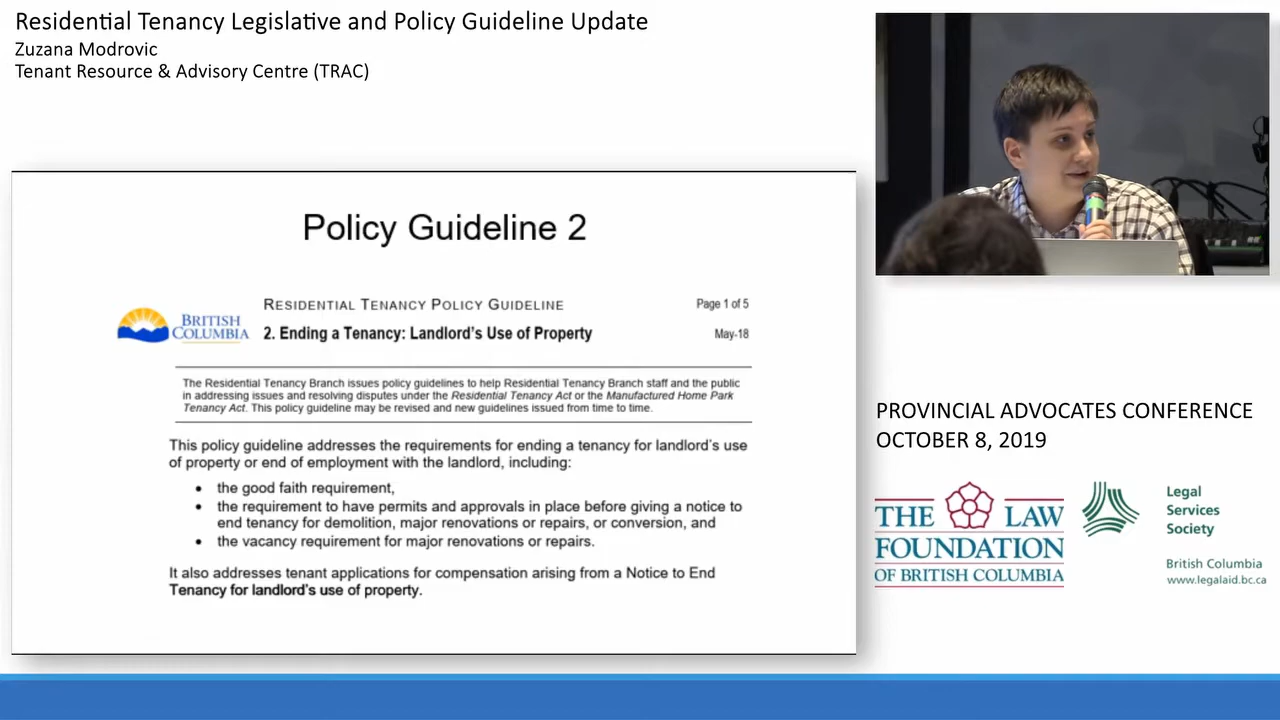 Residential Tenancy Legislative and Policy Guideline Update
Zuzana Modrovic
Tenant Resource & Advisory Centre (TRAC)
Policy Guideline 2
BRITISH
COLUMBIA
RESIDENTIAL TENANCY POLICY GUIDELINE
Page 1 of 5
2. Ending a Tenancy: Landlord's Use of Property
May-18
The Residential Tenancy Branch issues policy guidelines to help Residential Tenancy Branch staff and the public
in addressing issues and resolving disputes under the Residential Tenancy Act or the Manufactured Home Park
Tenancy Act. This policy guideline may be revised and new guidelines issued from time to time.
This policy guideline addresses the requirements for ending a tenancy for landlord's use
of property or end of employment with the landlord, including:
• the good faith requirement,
• the requirement to have permits and approvals in place before giving a notice to
end tenancy for demolition, major renovations or repairs, or conversion, and
• the vacancy requirement for major renovations or repairs.
It also addresses tenant applications for compensation arising from a Notice to End
Tenancy for landlord's use of property.
PROVINCIAL ADVOCATES CONFERENCE
OCTOBER 8, 2019
THE LAW
FOUNDATION
OF BRITISH COLUMBIA
Legal
Services
Society
British Columbia
www.legalaid.bc.ca